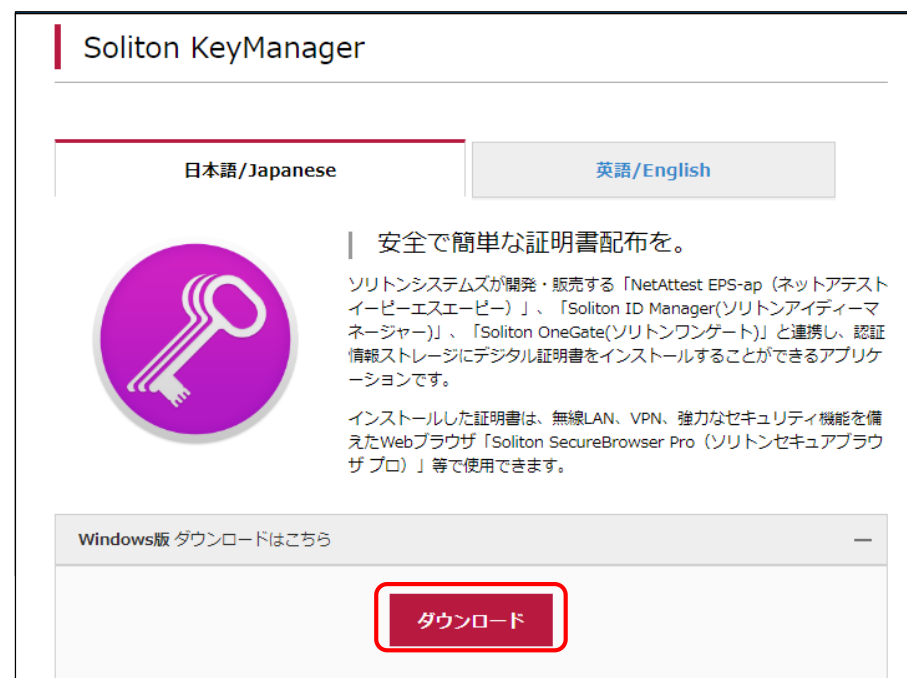 Soliton KeyManager
日本語/Japanese
英語/English
安全で簡単な証明書配布を。
ソリトンシステムズが開発・販売する「NetAttest EPS-ap（ネットアテスト
イーピーエスエーピー）」、「Soliton ID Manager(ソリトンアイディーマ
ネージャー)」、「Soliton OneGate(ソリトンワンゲート)」と連携し、認証
情報ストレージにデジタル証明書をインストールすることができるアプリケ
ーションです。
インストールした証明書は、無線LAN、VPN、強力なセキュリティ機能を備
えたWebブラウザ「Soliton SecureBrowser Pro（ソリトンセキュアブラウ
ザ プロ）」等で使用できます。
Windows版 ダウンロードはこちら
ダウンロード